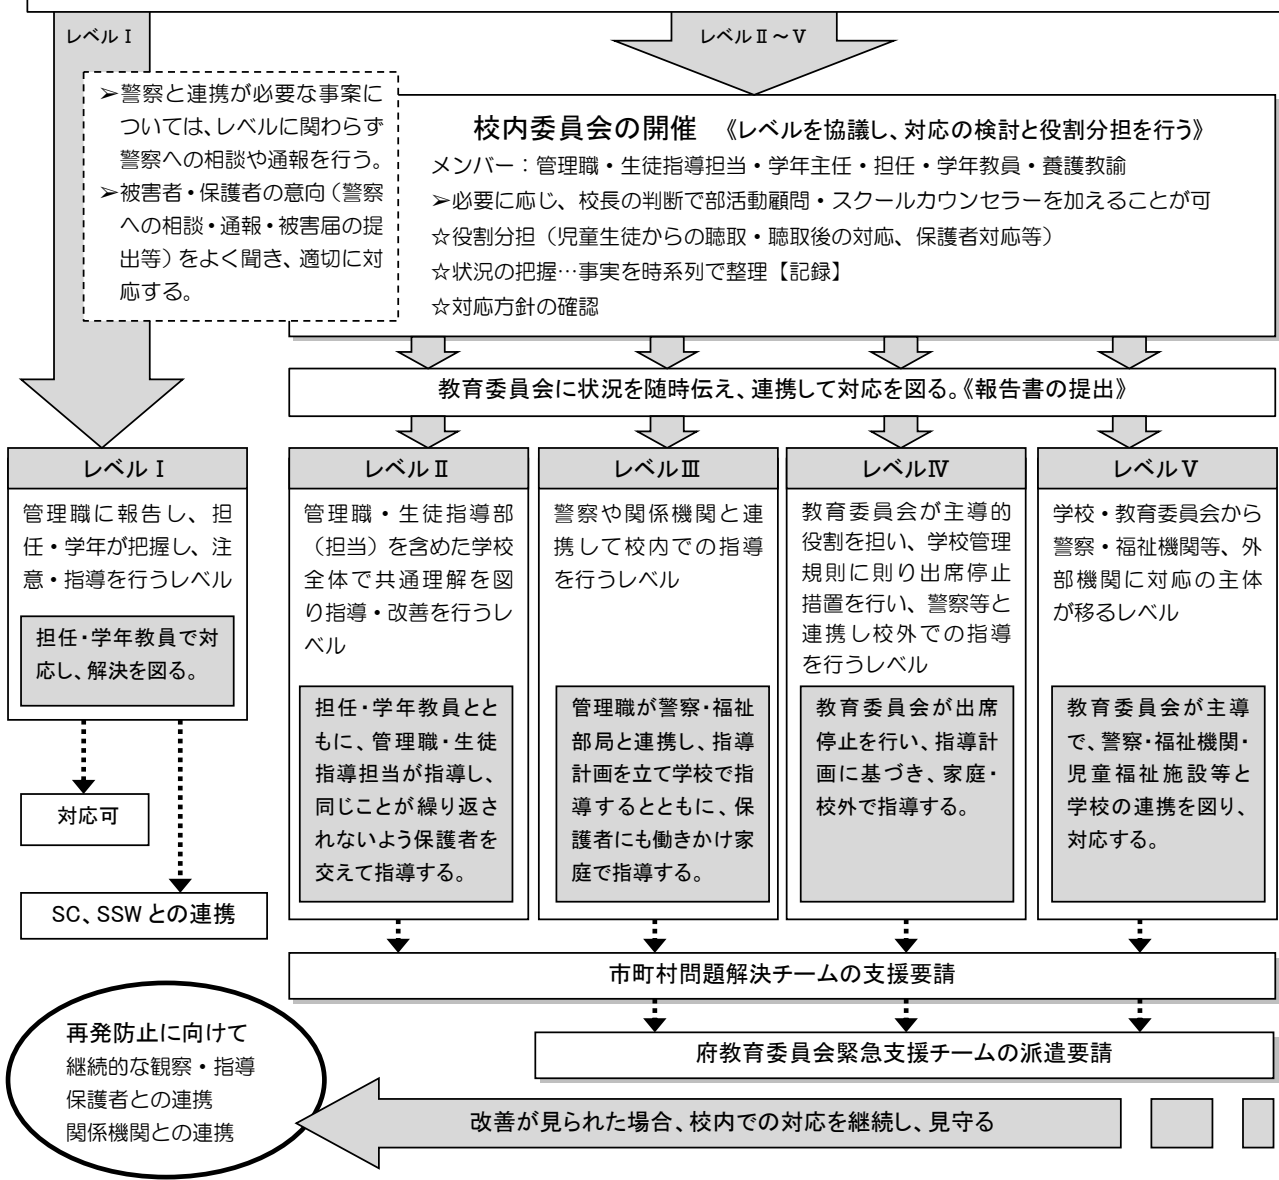 レベルⅠ
レベルⅡ～Ⅴ
➢警察と連携が必要な事案に
ついては、レベルに関わらず
警察への相談や通報を行う。
➢被害者・保護者の意向（警察
への相談・通報・被害届の提
出等）をよく聞き、適切に対
応する。
校内委員会の開催 《レベルを協議し、対応の検討と役割分担を行う》
メンバー：管理職・生徒指導担当・学年主任・担任・学年教員・養護教諭
➢必要に応じ、校長の判断で部活動顧問・スクールカウンセラーを加えることが可
☆役割分担（児童生徒からの聴取・聴取後の対応、保護者対応等）
☆状況の把握…事実を時系列で整理【記録】
☆対応方針の確認
教育委員会に状況を随時伝え、連携して対応を図る。《報告書の提出》
レベルⅠ
管理職に報告し、担
任・学年が把握し、注
意・指導を行うレベル
担任・学年教員で対
応し、解決を図る。
対応可
SC、SSWとの連携
レベルⅡ
管理職・生徒指導部
（担当）を含めた学校
全体で共通理解を図
り指導・改善を行うレ
ベル
担任・学年教員とと
もに、管理職・生徒
指導担当が指導し、
同じことが繰り返さ
れないよう保護者を
交えて指導する。
レベルⅢ
警察や関係機関と連
携して校内での指導
を行うレベル
管理職が警察・福祉
部局と連携し、指導
計画を立て学校で指
導するとともに、保
護者にも働きかけ家
庭で指導する。
レベルⅣ
教育委員会が主導的
役割を担い、学校管理
規則に則り出席停止
措置を行い、警察等と
連携し校外での指導
を行うレベル
教育委員会が出席
停止を行い、指導計
画に基づき、家庭・
校外で指導する。
レベルⅤ
学校・教育委員会から
警察・福祉機関等、外
部機関に対応の主体
が移るレベル
教育委員会が主導
で、警察・福祉機関・
児童福祉施設等と
学校の連携を図り、
対応する。
市町村問題解決チームの支援要請
府教育委員会緊急支援チームの派遣要請
再発防止に向けて
継続的な観察・指導
保護者との連携
関係機関との連携
改善が見られた場合、校内での対応を継続し、見守る